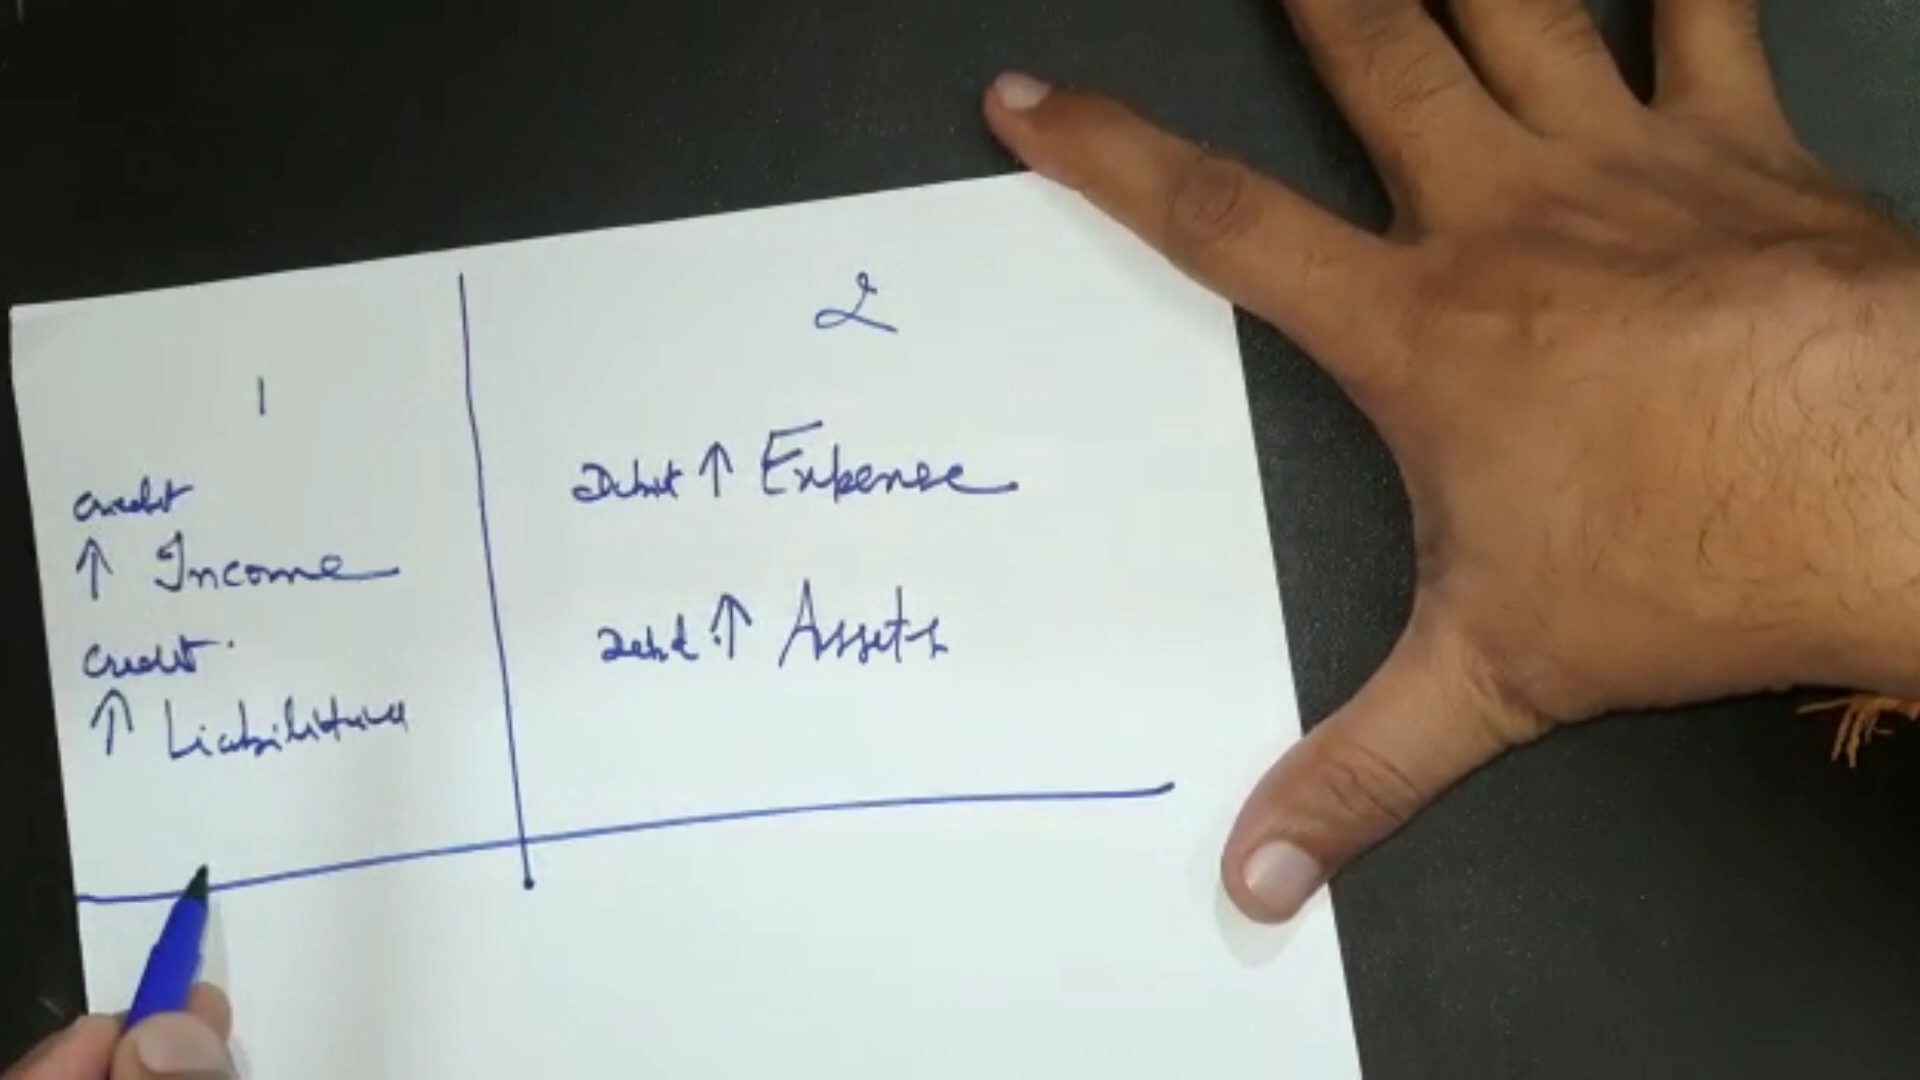 1
credit
↑ Income
credit
↑ Liabilities
2
Debit ↑ Expense
Debit ↑ Assets